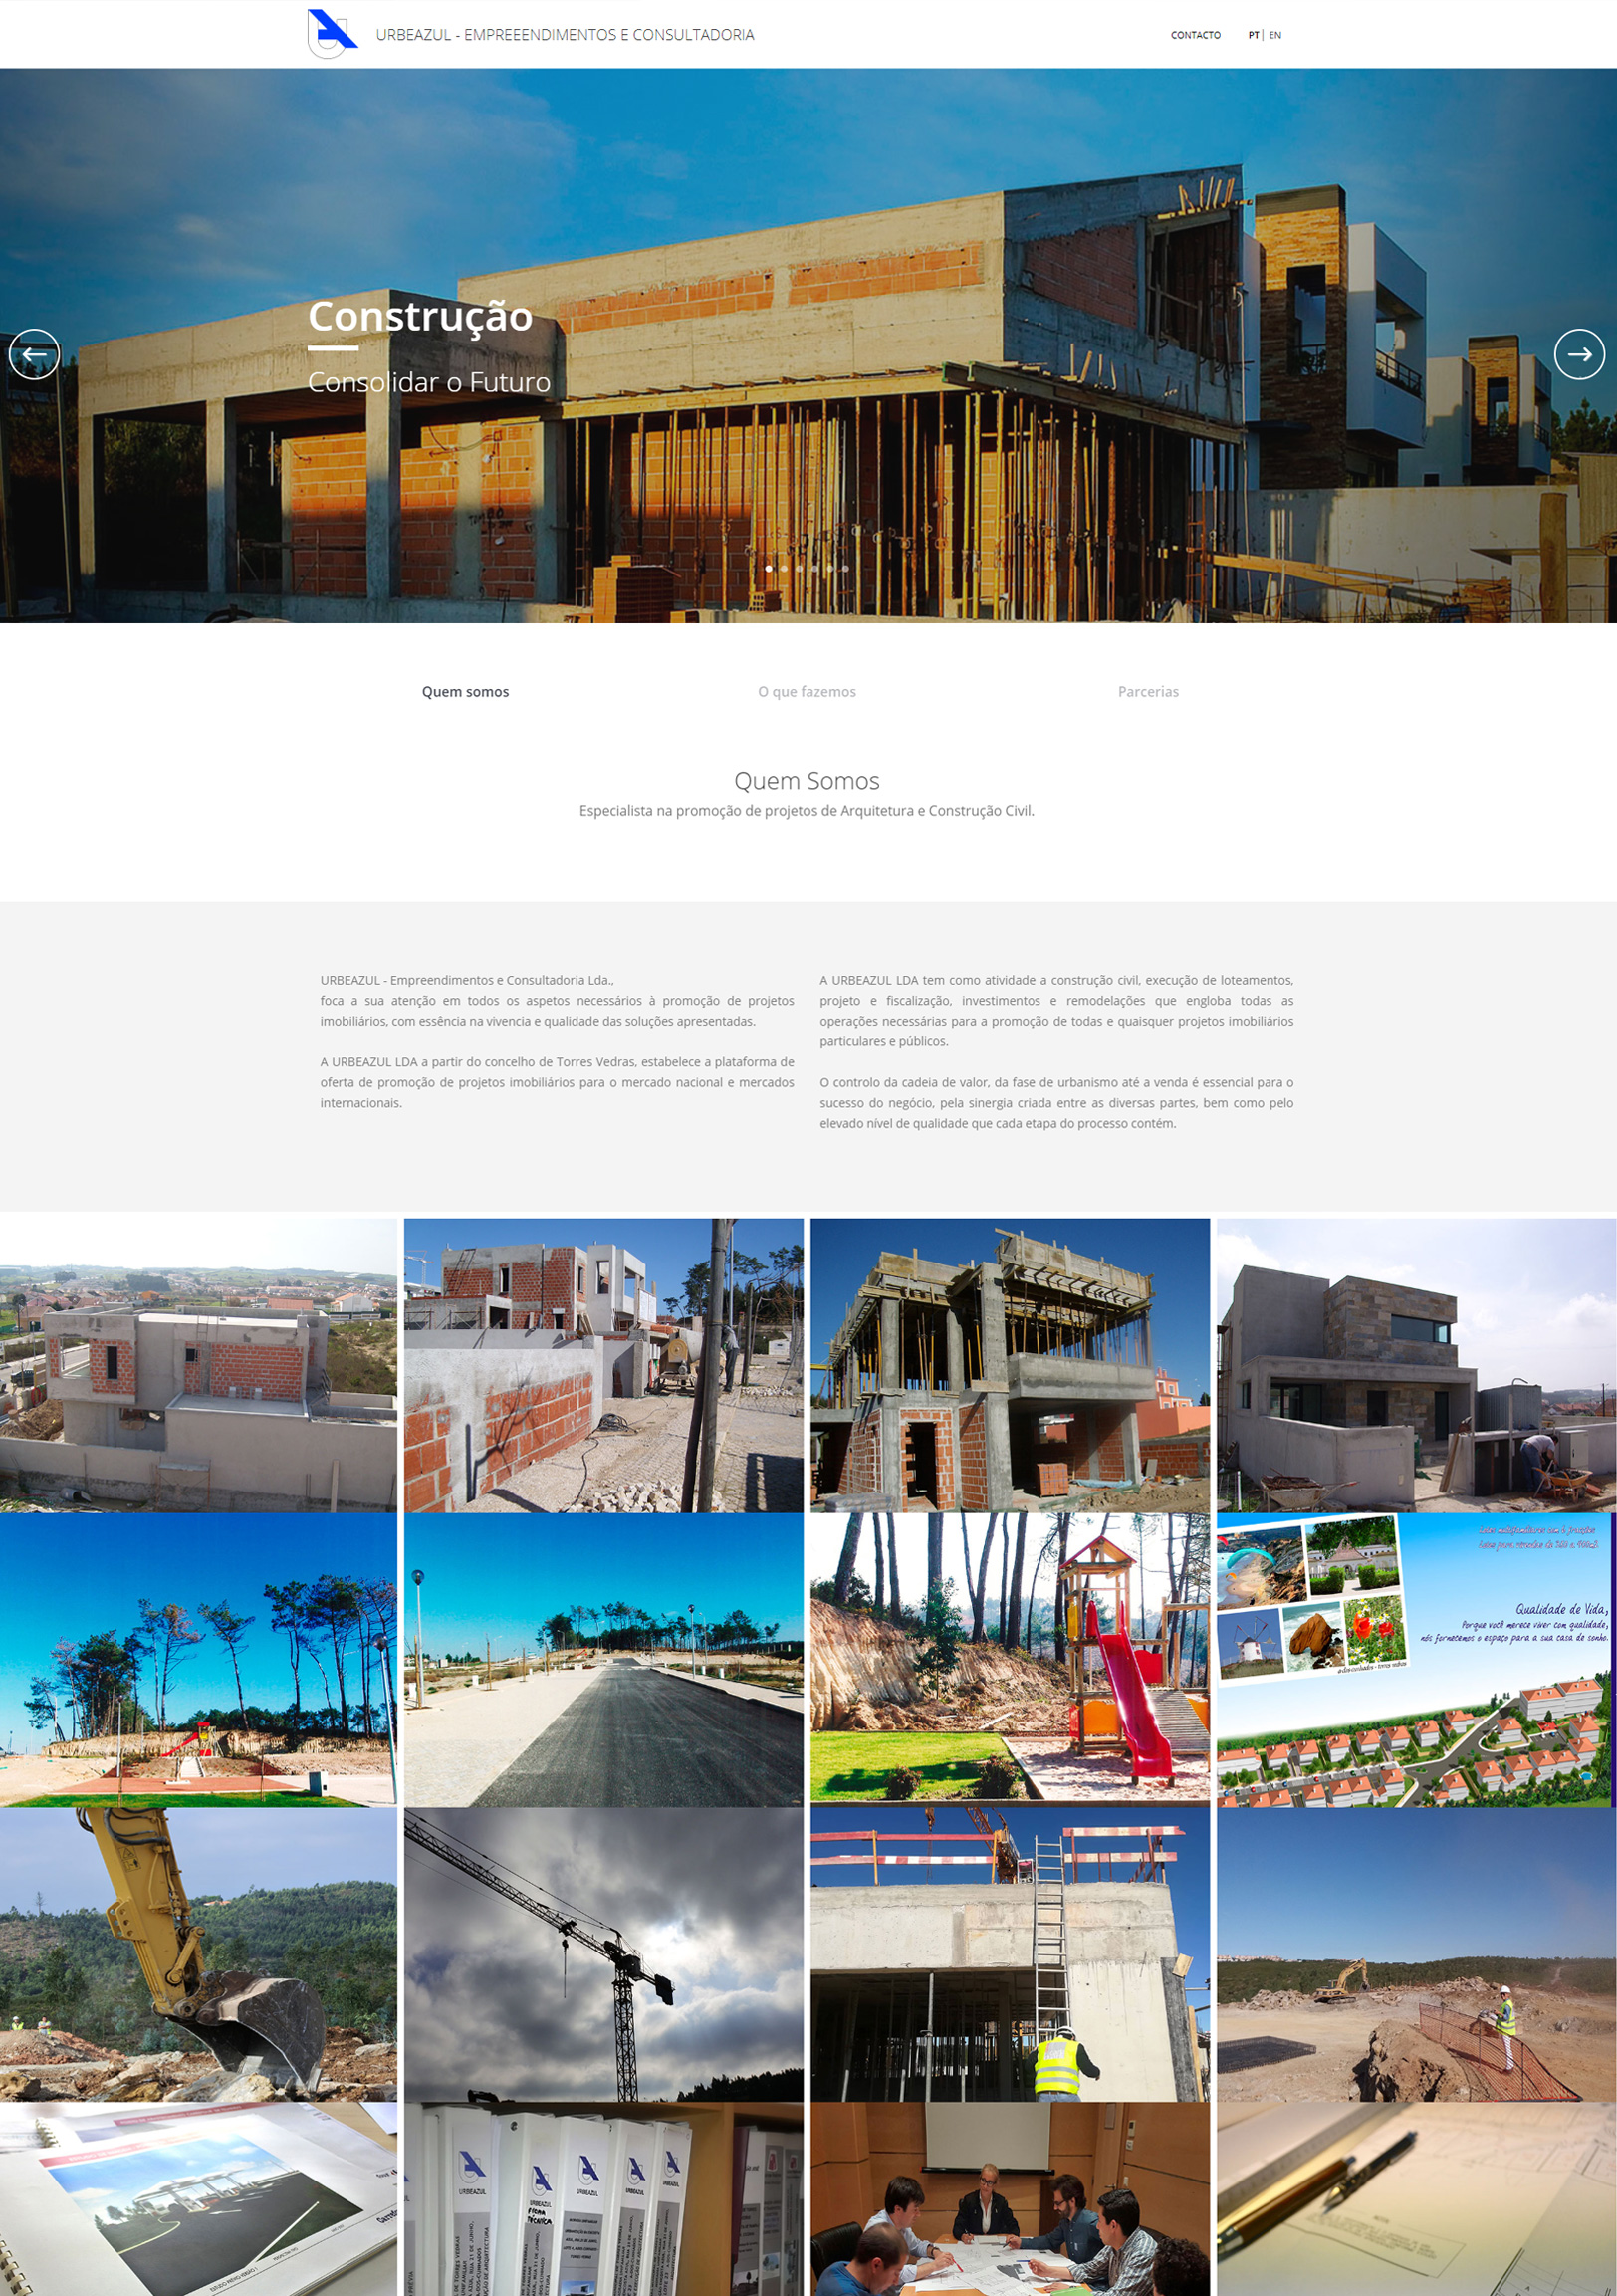 URBEAZUL - EMPREEENDIMENTOS E CONSULTADORIA
CONTACTO
PT | EN
Construção
Consolidar o Futuro
Quem somos
O que fazemos
Parcerias
Quem Somos
Especialista na promoção de projetos de Arquitetura e Construção Civil.
URBEAZUL - Empreendimentos e Consultadoria Lda.,
foca a sua atenção em todos os aspetos necessários à promoção de projetos
imobiliários, com essência na vivencia e qualidade das soluções apresentadas.
A URBEAZUL LDA a partir do concelho de Torres Vedras, estabelece a plataforma de
oferta de promoção de projetos imobiliários para o mercado nacional e mercados
internacionais.
A URBEAZUL LDA tem como atividade a construção civil, execução de loteamentos,
projeto e fiscalização, investimentos e remodelações que engloba todas as
operações necessárias para a promoção de todas e quaisquer projetos imobiliários
particulares e públicos.
O controlo da cadeia de valor, da fase de urbanismo até a venda é essencial para o
sucesso do negócio, pela sinergia criada entre as diversas partes, bem como pelo
elevado nível de qualidade que cada etapa do processo contém.
Qualidade de Vida,
Porque você merece viver com qualidade,
nós fornecemos o espaço para a sua casa de sonho.
URBEAZUL
URBEAZUL
URBEAZUL
URBEAZUL
URBEAZUL
FICHA
TÉCNICA